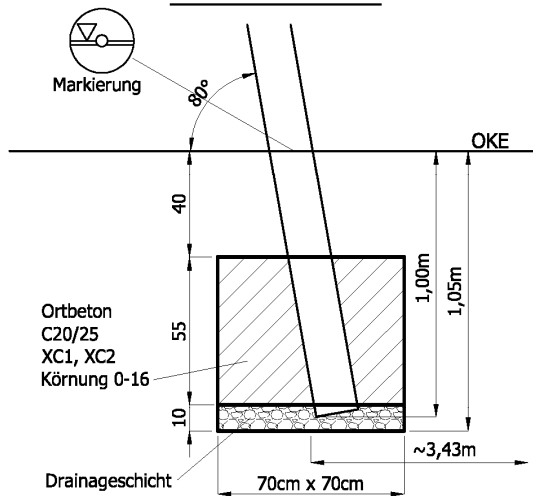 Markierung
80°
OKE
40
1,00m
1,05m
55
Ortbeton
C20/25
XC1, XC2
Körnung 0-16
10
~3,43m
Drainageschicht
70cm x 70cm